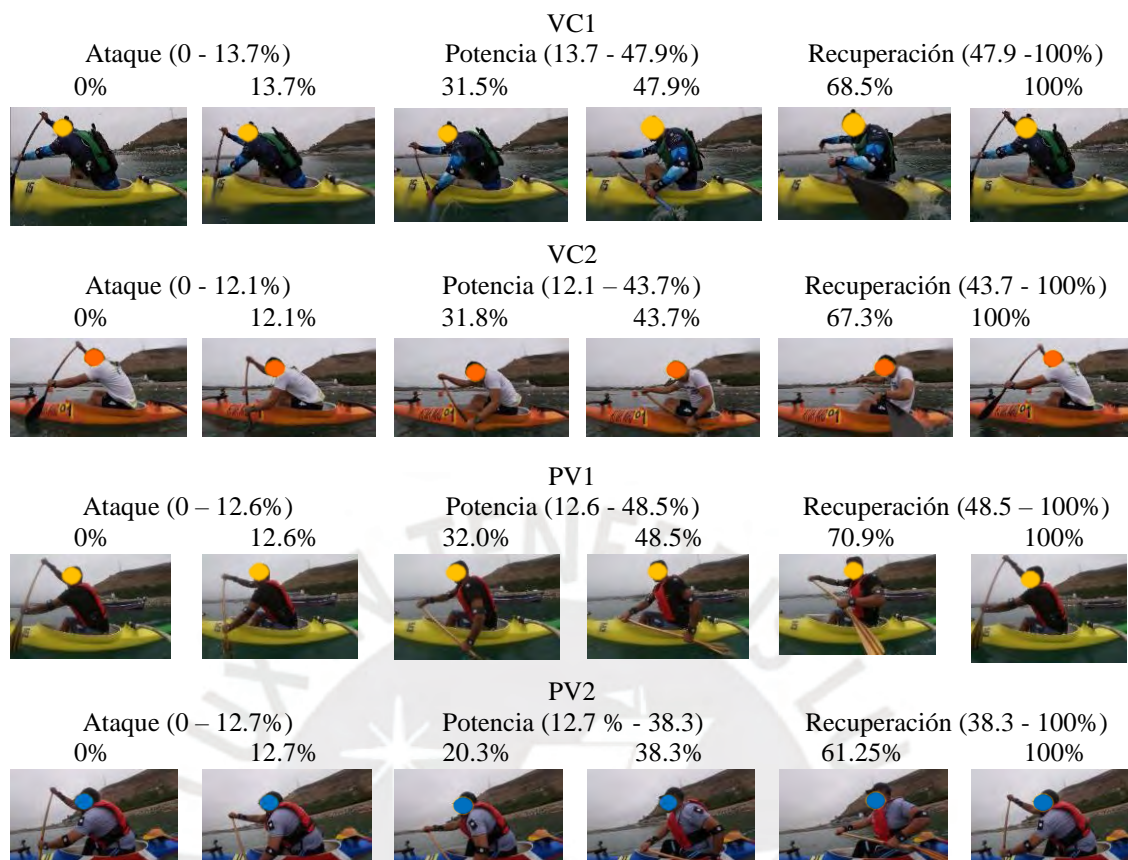 VC1
Ataque (0 - 13.7%) Potencia (13.7 - 47.9%) Recuperación (47.9 -100%)
0% 13.7% 31.5% 47.9% 68.5% 100%
VC2
Ataque (0 - 12.1%) Potencia (12.1 – 43.7%) Recuperación (43.7 - 100%)
0% 12.1% 31.8% 43.7% 67.3% 100%
PV1
Ataque (0 – 12.6%) Potencia (12.6 - 48.5%) Recuperación (48.5 – 100%)
0% 12.6% 32.0% 48.5% 70.9% 100%
PV2
Ataque (0 – 12.7%) Potencia (12.7 % - 38.3) Recuperación (38.3 - 100%)
0% 12.7% 20.3% 38.3% 61.25% 100%